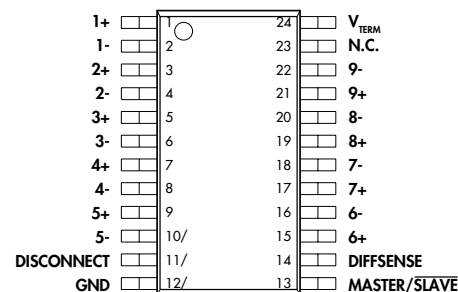 1+ 1 24 V TERM
1- 2 23 N.C.
2+ 3 22 9-
2- 4 21 9+
3+ 5 20 8-
3- 6 19 8+
4+ 7 18 7-
4- 8 17 7+
5+ 9 16 6-
5- 10/ 15 6+
DISCONNECT 11/ 14 DIFFSENSE
GND 12/ 13 MASTER/SLAVE